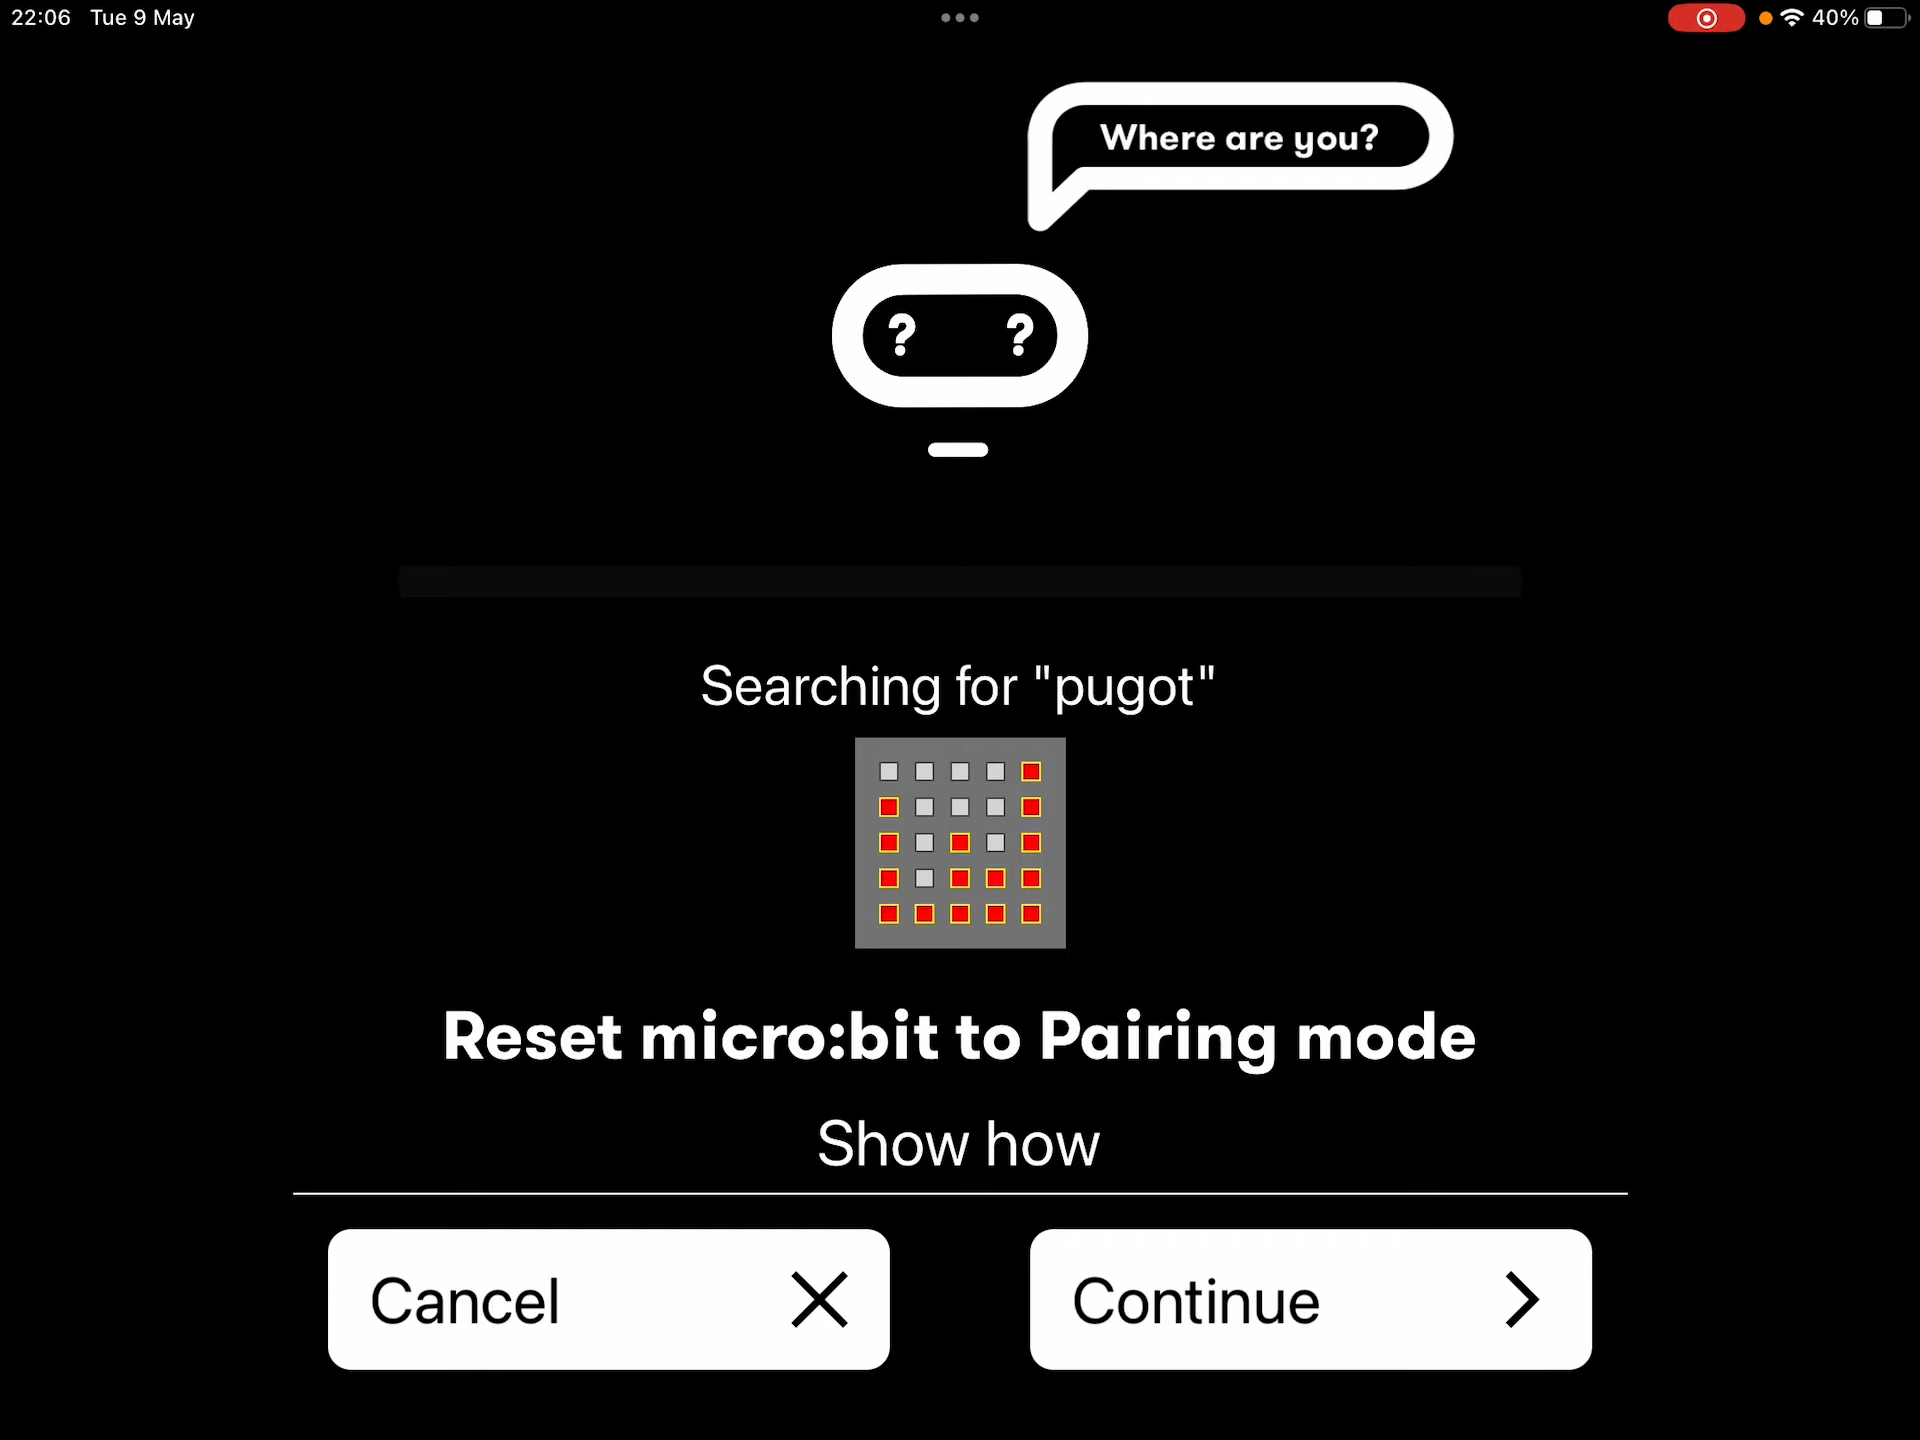 22:06 Tue 9 May
40%
Where are you?
? ?
Searching for "pugot"
Reset micro:bit to Pairing mode
Show how
Cancel
Continue